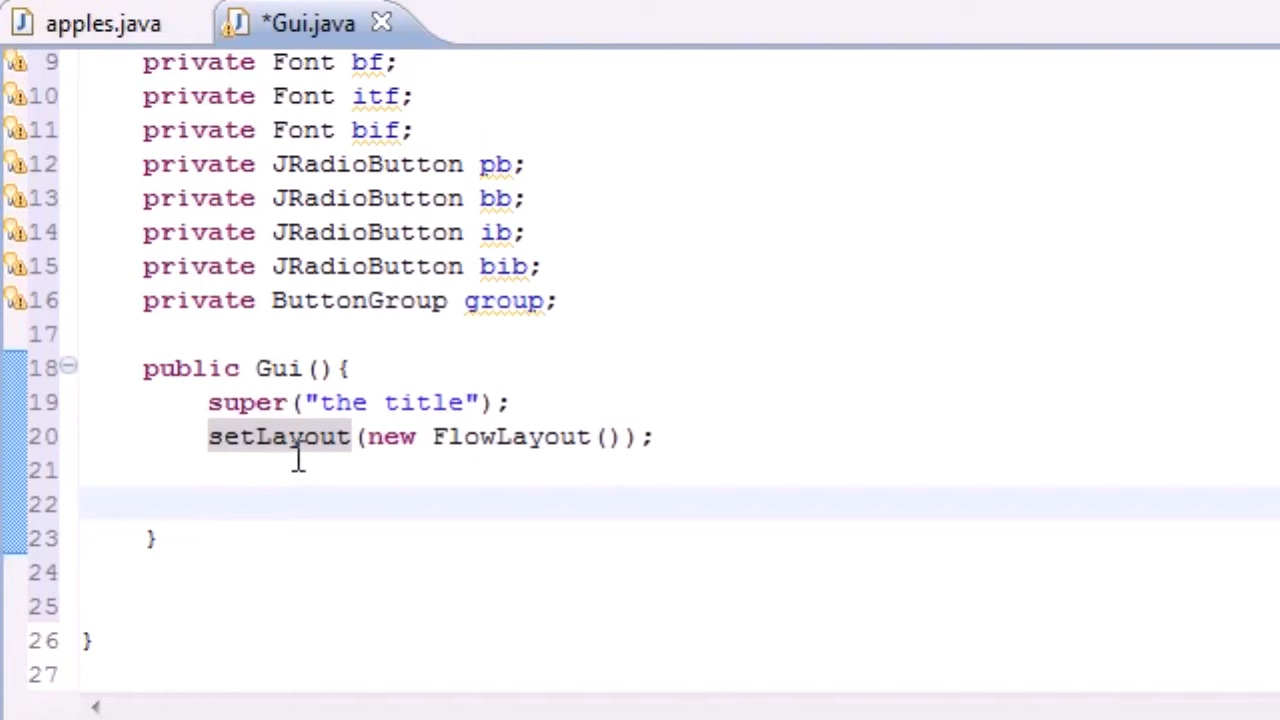 apples.java *Gui.java
9 private Font bf;
10 private Font itf;
11 private Font bif;
12 private JRadioButton pb;
13 private JRadioButton bb;
14 private JRadioButton ib;
15 private JRadioButton bib;
16 private ButtonGroup group;
17
18 public Gui(){
19 super("the title");
20 setLayout(new FlowLayout());
21
22
23 }
24
25
26 }
27